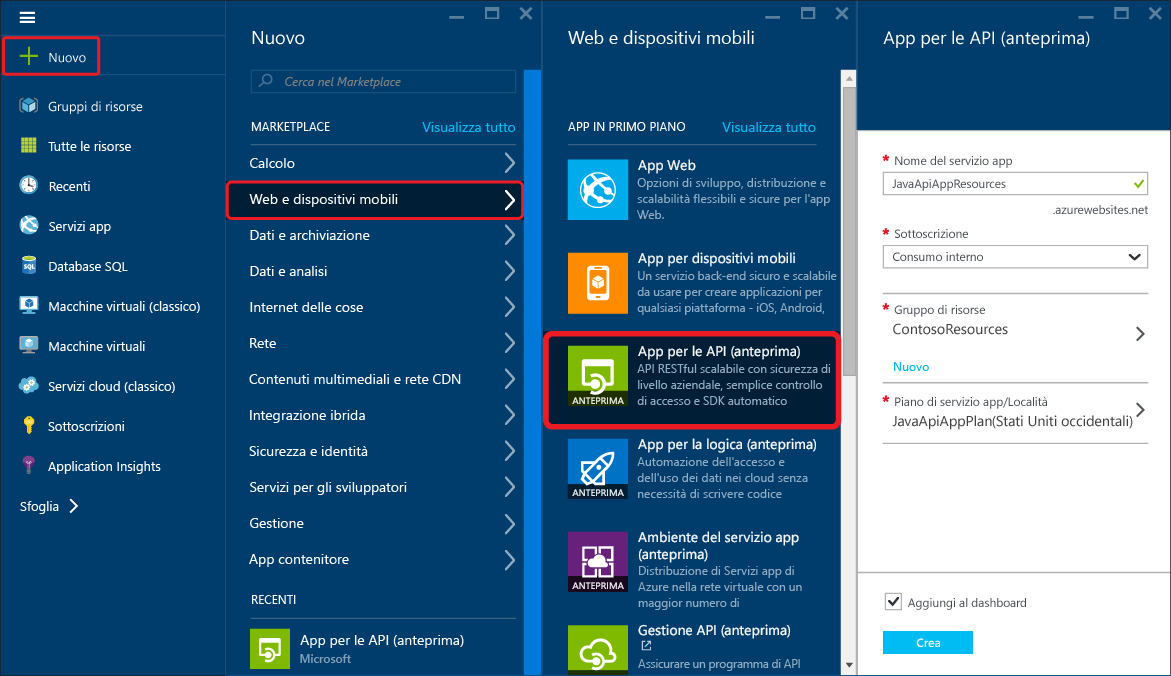 Nuovo
Gruppi di risorse
Tutte le risorse
Recenti
Servizi app
SQL
Database SQL
Macchine virtuali (classico)
Macchine virtuali
Servizi cloud (classico)
Sottoscrizioni
Application Insights
Sfoglia
Nuovo
Cerca nel Marketplace
MARKETPLACE
Visualizza tutto
Calcolo
Web e dispositivi mobili
Dati e archiviazione
Dati e analisi
Internet delle cose
Rete
Contenuti multimediali e rete CDN
Integrazione ibrida
Sicurezza e identità
Servizi per gli sviluppatori
Gestione
App contenitore
RECENTI
App per le API (anteprima)
Microsoft
Web e dispositivi mobili
APP IN PRIMO PIANO
Visualizza tutto
App Web
Opzioni di sviluppo, distribuzione e
scalabilità flessibili e sicure per l'app
Web.
App per dispositivi mobili
Un servizio back-end sicuro e scalabile
da usare per creare applicazioni per
qualsiasi piattaforma - iOS, Android,
ANTEPRIMA
App per le API (anteprima)
API RESTful scalabile con sicurezza di
livello aziendale, semplice controllo
di accesso e SDK automatico
ANTEPRIMA
App per la logica (anteprima)
Automazione dell'accesso e
dell'uso dei dati nei cloud senza
necessità di scrivere codice
ANTEPRIMA
Ambiente del servizio app
(anteprima)
Distribuzione di Servizi app di
Azure nella rete virtuale con un
maggior numero di
Gestione API (anteprima)
Assicurare un programma di API
App per le API (anteprima)
* Nome del servizio app
JavaApiAppResources
.azurewebsites.net
* Sottoscrizione
Consumo interno
* Gruppo di risorse
ContosoResources
Nuovo
* Piano di servizio app/Località
JavaApiAppPlan(Stati Uniti occidentali)
Aggiungi al dashboard
Crea